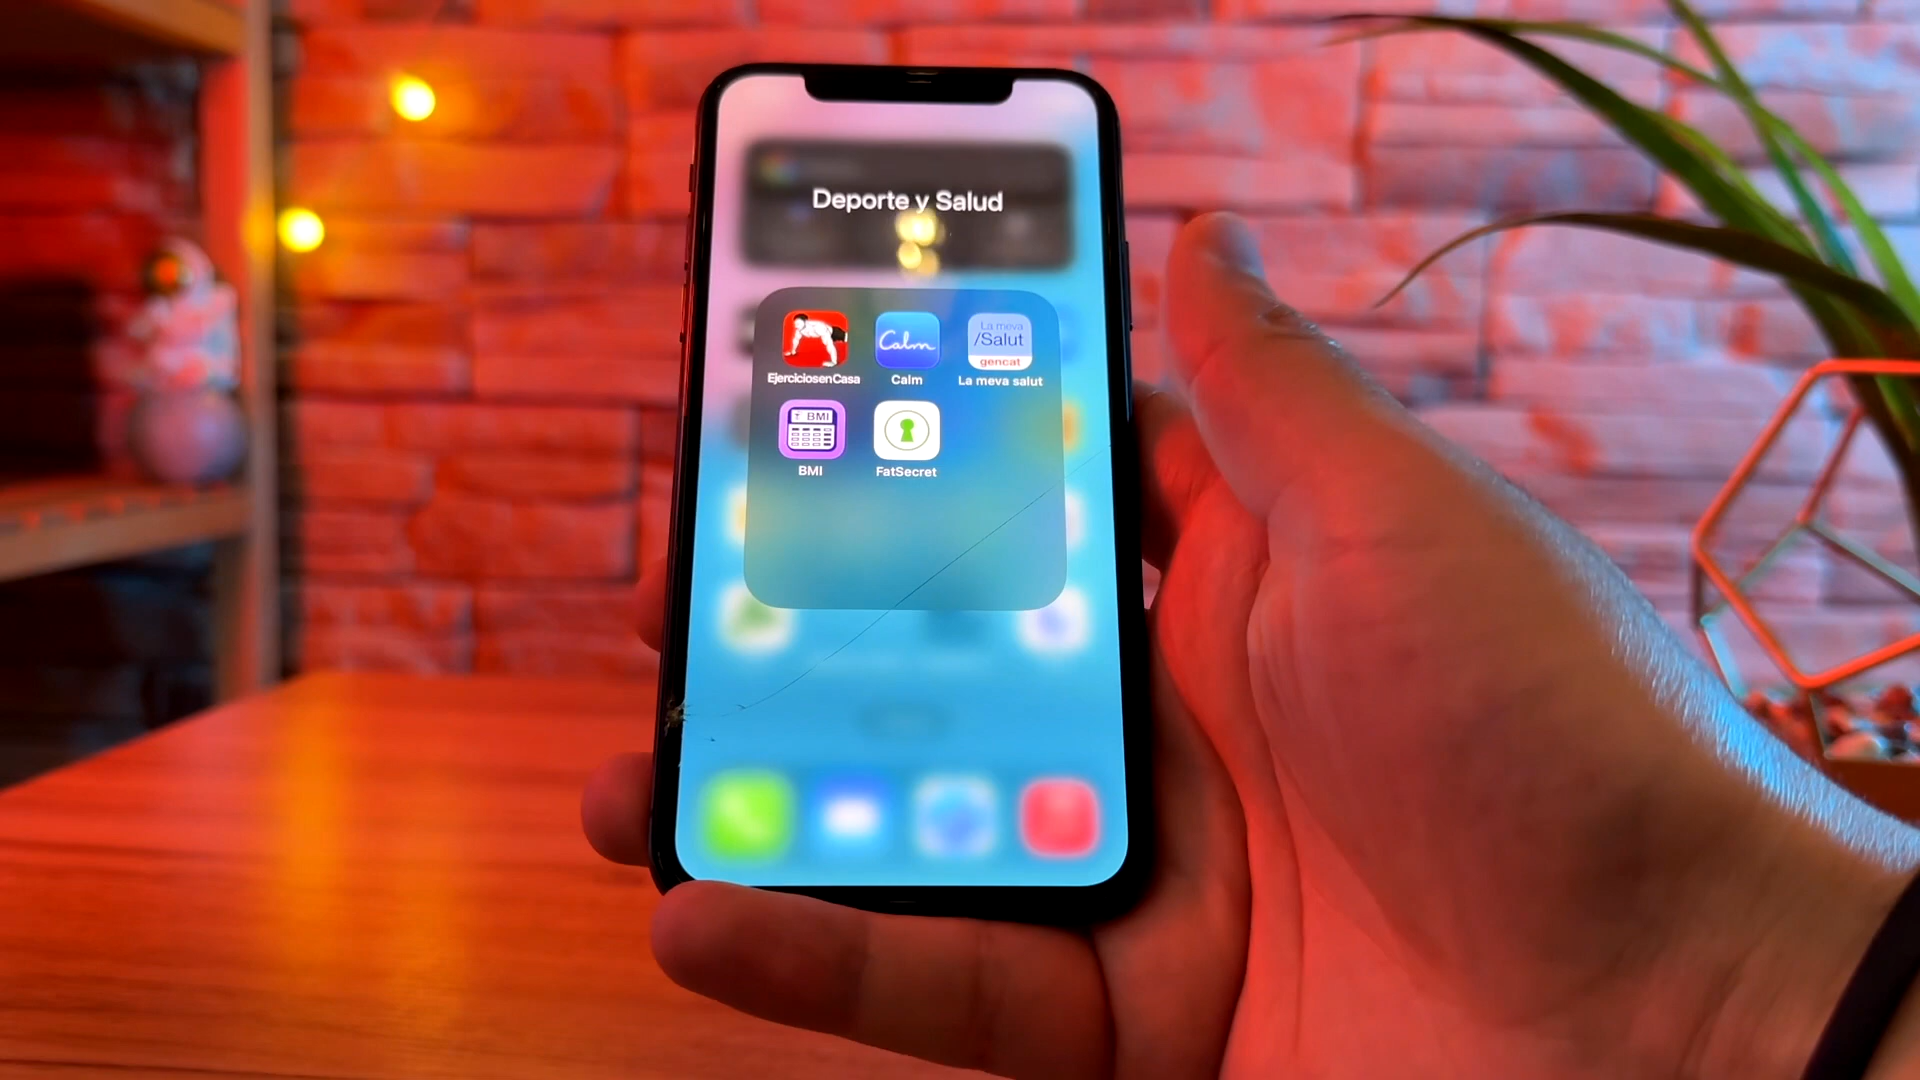 Deporte y Salud
Calm
La meva
/Salut
gencat
EjerciciosenCasa
Calm
La meva salut
BMI
BMI
FatSecret